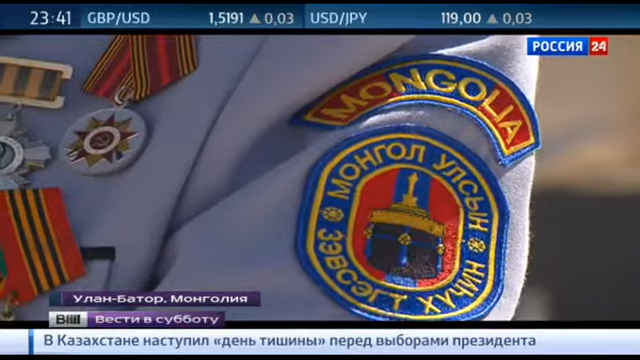 23:41 GBP/USD 1,5191 ▲ 0,03 USD/JPY 119,00 ▲ 0,03
РОССИЯ 24
MONGOLIA
МОНГОЛ УЛСЫН
ЗЭВСЭГТ ХҮЧИН
Улан-Батор, Монголия
Вести в субботу
В Казахстане наступил «день тишины» перед выборами президента